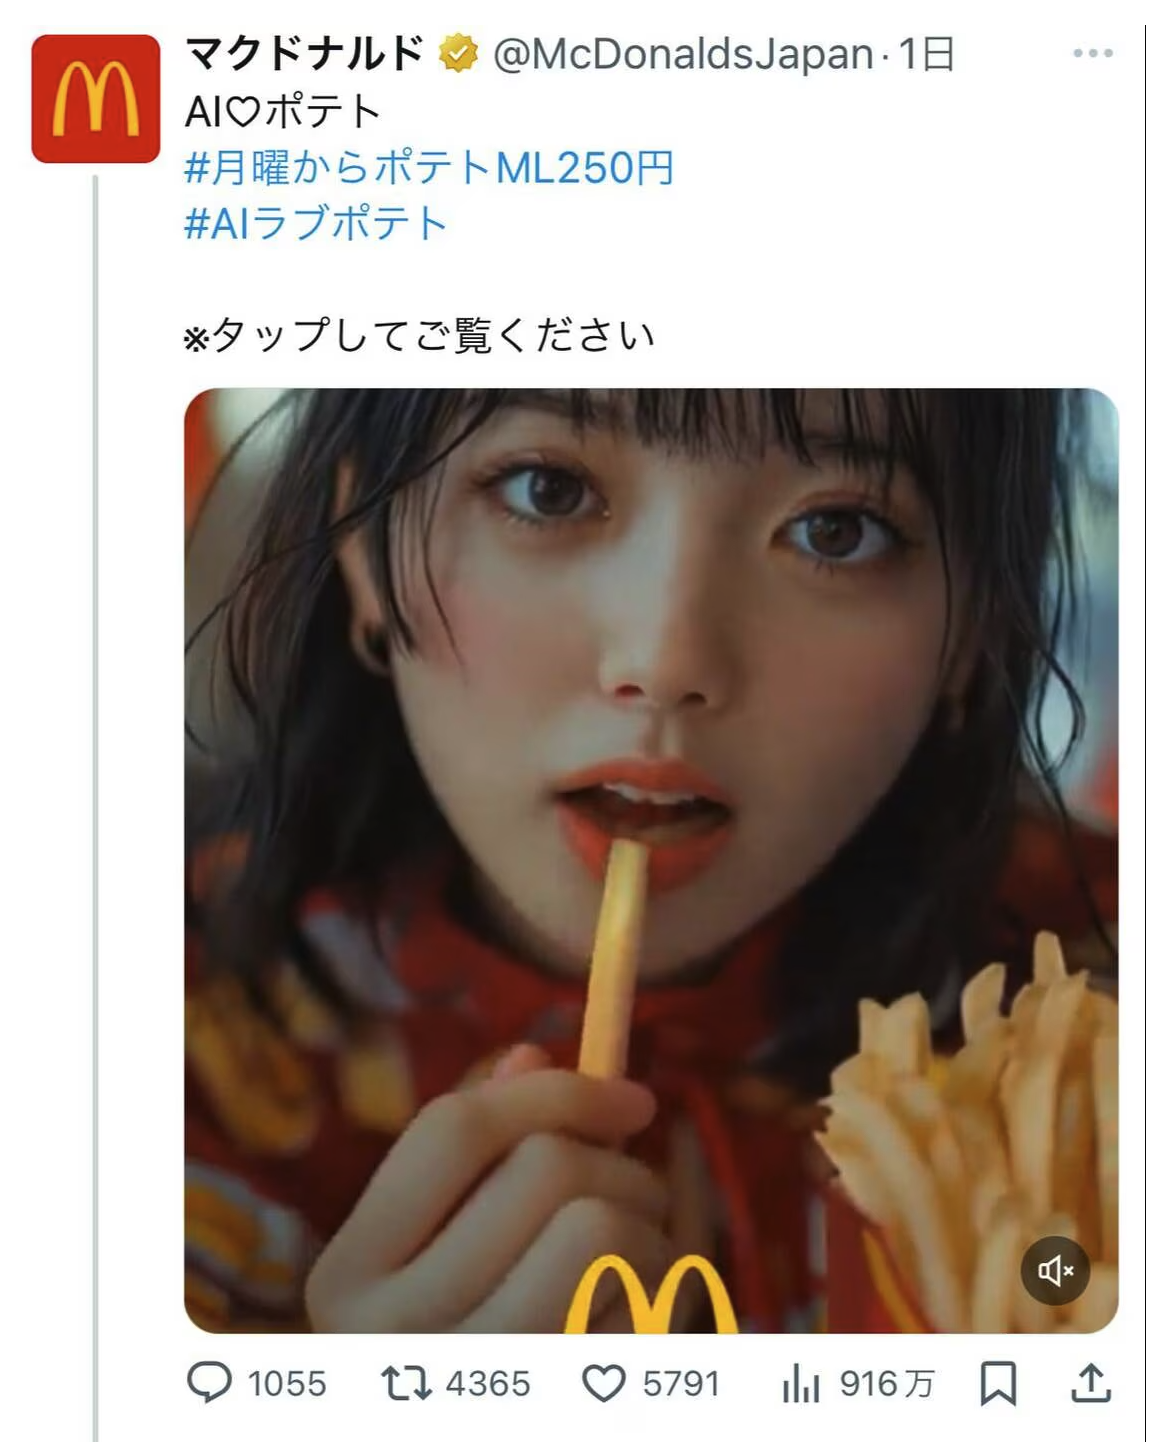 マクドナルド @McDonaldsJapan · 1日
AI♡ポテト
#月曜からポテトML250円
#AIラブポテト
※タップしてご覧ください
1055 4365 5791 916万